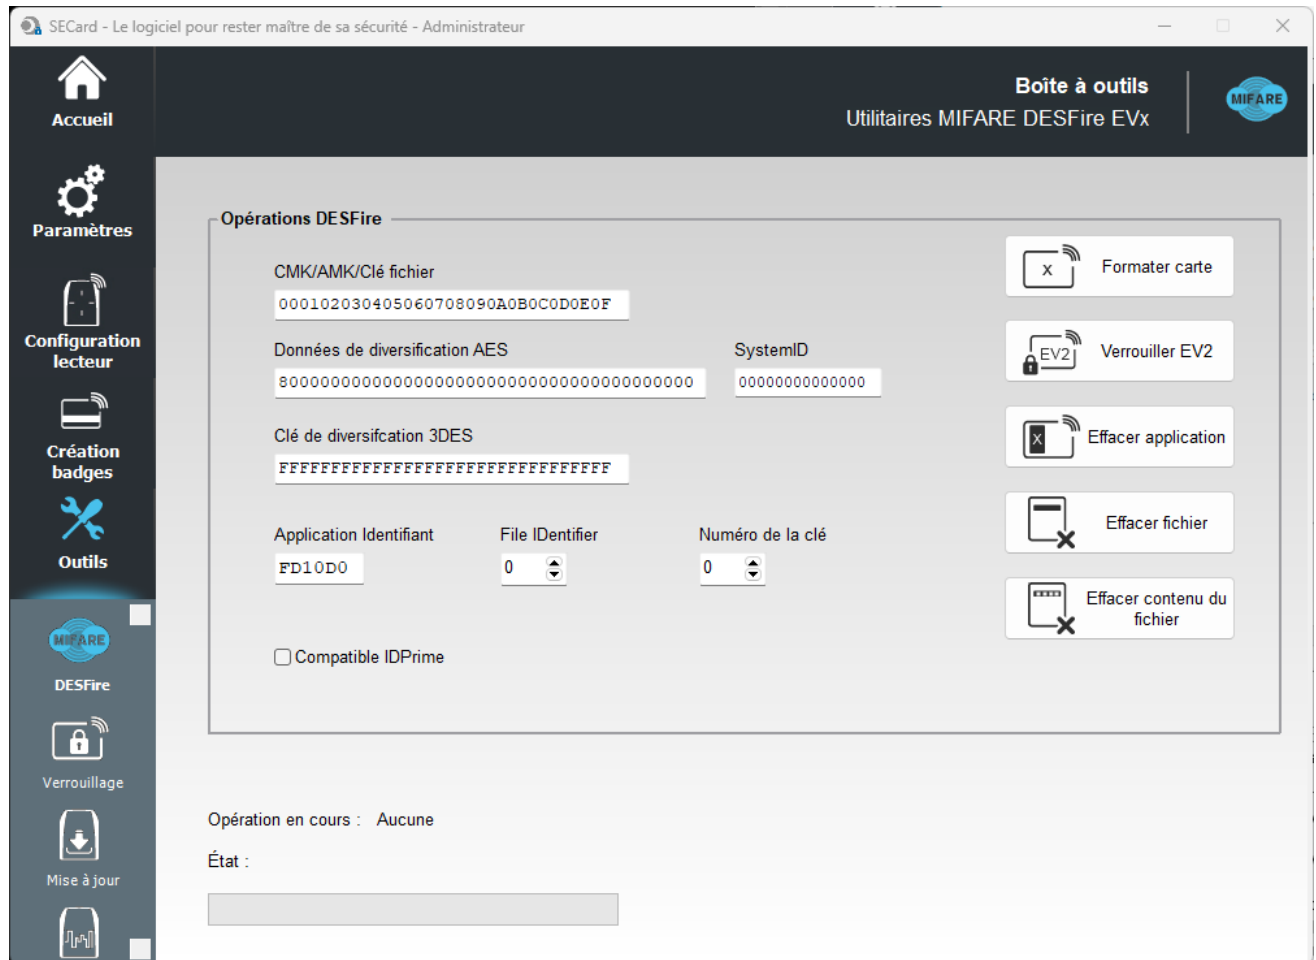 SECard - Le logiciel pour rester maître de sa sécurité - Administrateur
Accueil
Boîte à outils
Utilitaires MIFARE DESFire EVx
MIFARE
Paramètres
Configuration
lecteur
Création
badges
Outils
MIFARE
DESFire
Verrouillage
Mise à jour
Opérations DESFire
CMK/AMK/Clé fichier
000102030405060708090A0B0C0D0E0F
Données de diversification AES
SystemID
80000000000000000000000000000000000000000
00000000000000
Clé de diversifcation 3DES
FFFFFFFFFFFFFFFFFFFFFFFFFFFFFFFF
Application Identifiant
File IDentifier
Numéro de la clé
FD10D0
0
0
Compatible IDPrime
X
Formater carte
EV2
Verrouiller EV2
X
Effacer application
Effacer fichier
Effacer contenu du
fichier
Opération en cours : Aucune
État :